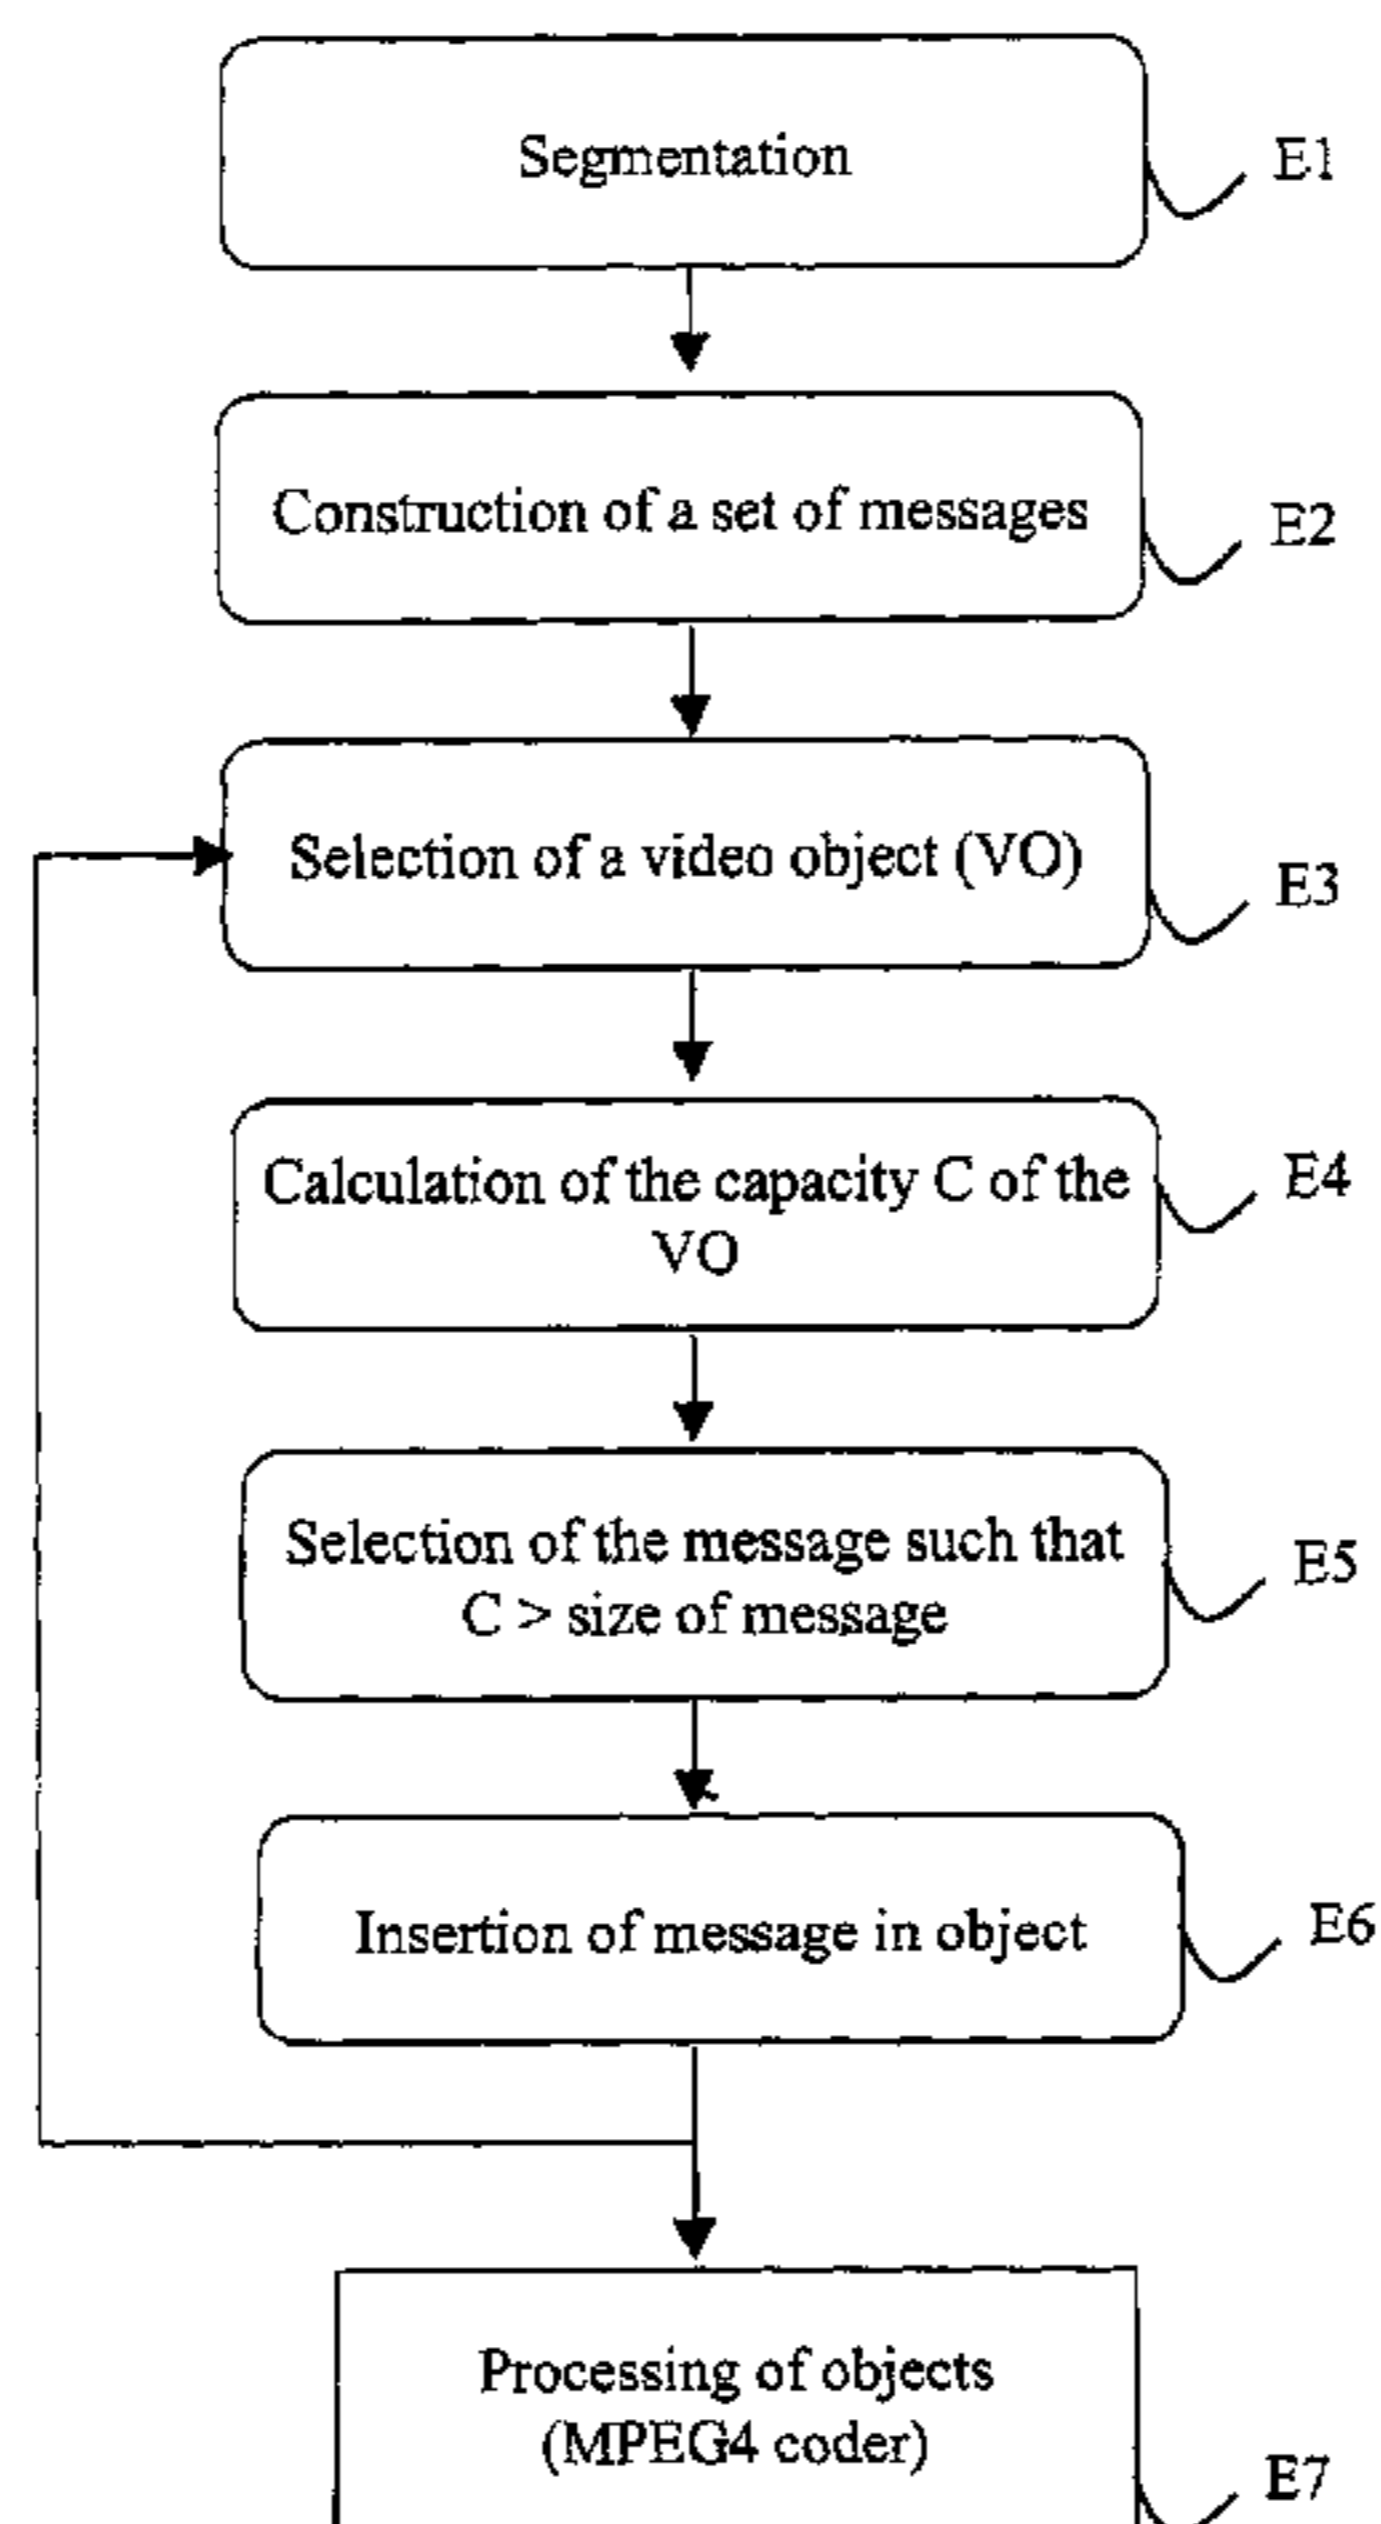 Segmentation
E1
Construction of a set of messages
E2
Selection of a video object (VO)
E3
Calculation of the capacity C of the
VO
E4
Selection of the message such that
C > size of message
E5
Insertion of message in object
E6
Processing of objects
(MPEG4 coder)
E7